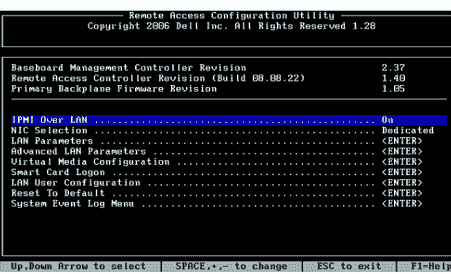 Remote Access Configuration Utility
Copyright 2006 Dell Inc. All Rights Reserved 1.28
Baseboard Management Controller Revision 2.37
Remote Access Controller Revision (Build 08.08.22) 1.40
Primary Backplane Firmware Revision 1.05
IPMI Over LAN ........................................ On
NIC Selection ........................................ Dedicated
LAN Parameters ....................................... <ENTER>
Advanced LAN Parameters .............................. <ENTER>
Virtual Media Configuration .......................... <ENTER>
Smart Card Logon ..................................... <ENTER>
LAN User Configuration ............................... <ENTER>
Reset To Default ..................................... <ENTER>
System Event Log Menu ................................ <ENTER>
Up,Down Arrow to select | SPACE,+,- to change | ESC to exit | F1=Help